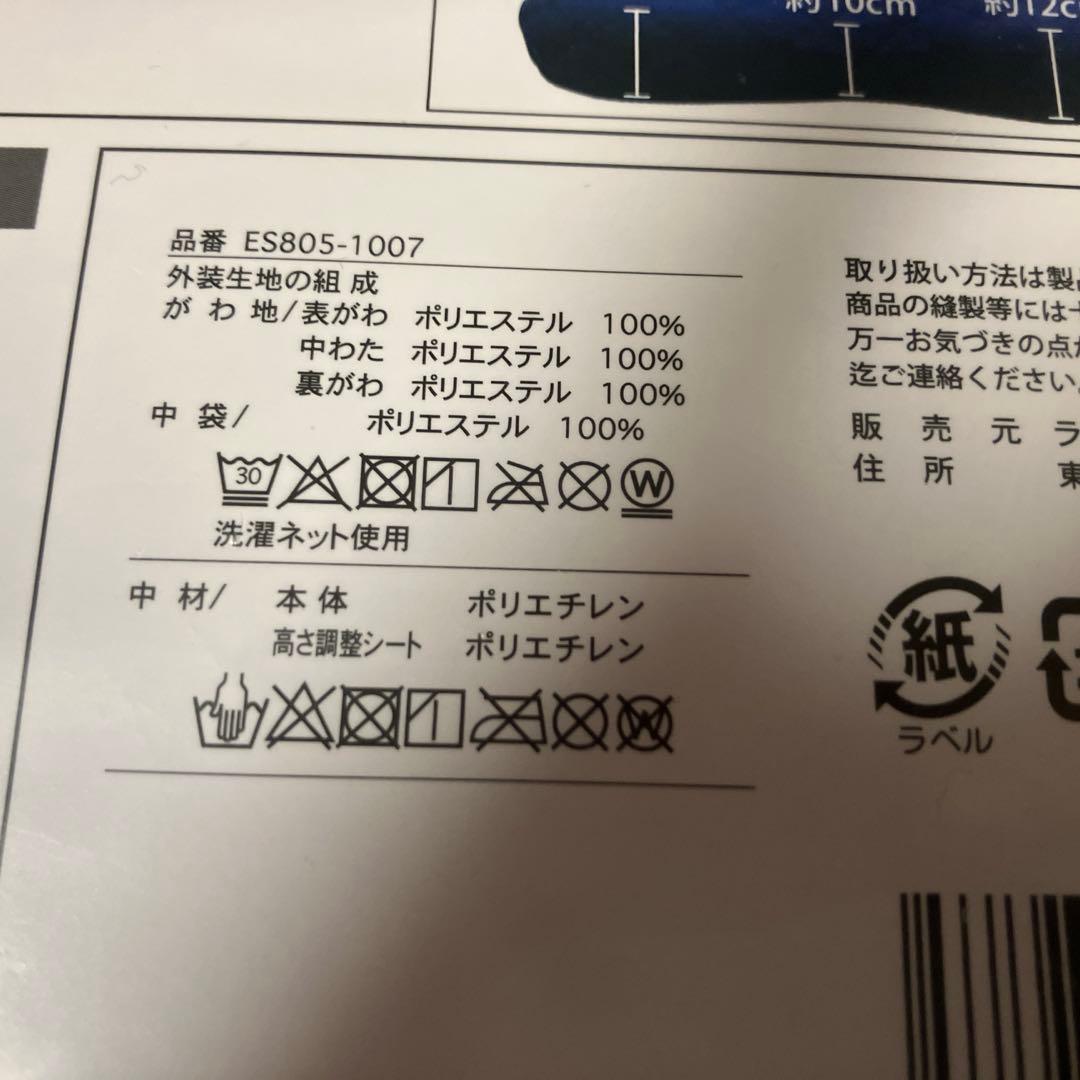 約10cm
約12c
品番 ES805-1007
外装生地の組成
がわ地/表がわ ポリエステル 100%
中わた ポリエステル 100%
裏がわ ポリエステル 100%
中袋/ ポリエステル 100%
30
W
洗濯ネット使用
中材/ 本体 ポリエチレン
高さ調整シート ポリエチレン
W
取り扱い方法は製品
商品の縫製等には
万一お気づきの点が
迄ご連絡ください
販売元 ラ
住所 東
紙
ラベル